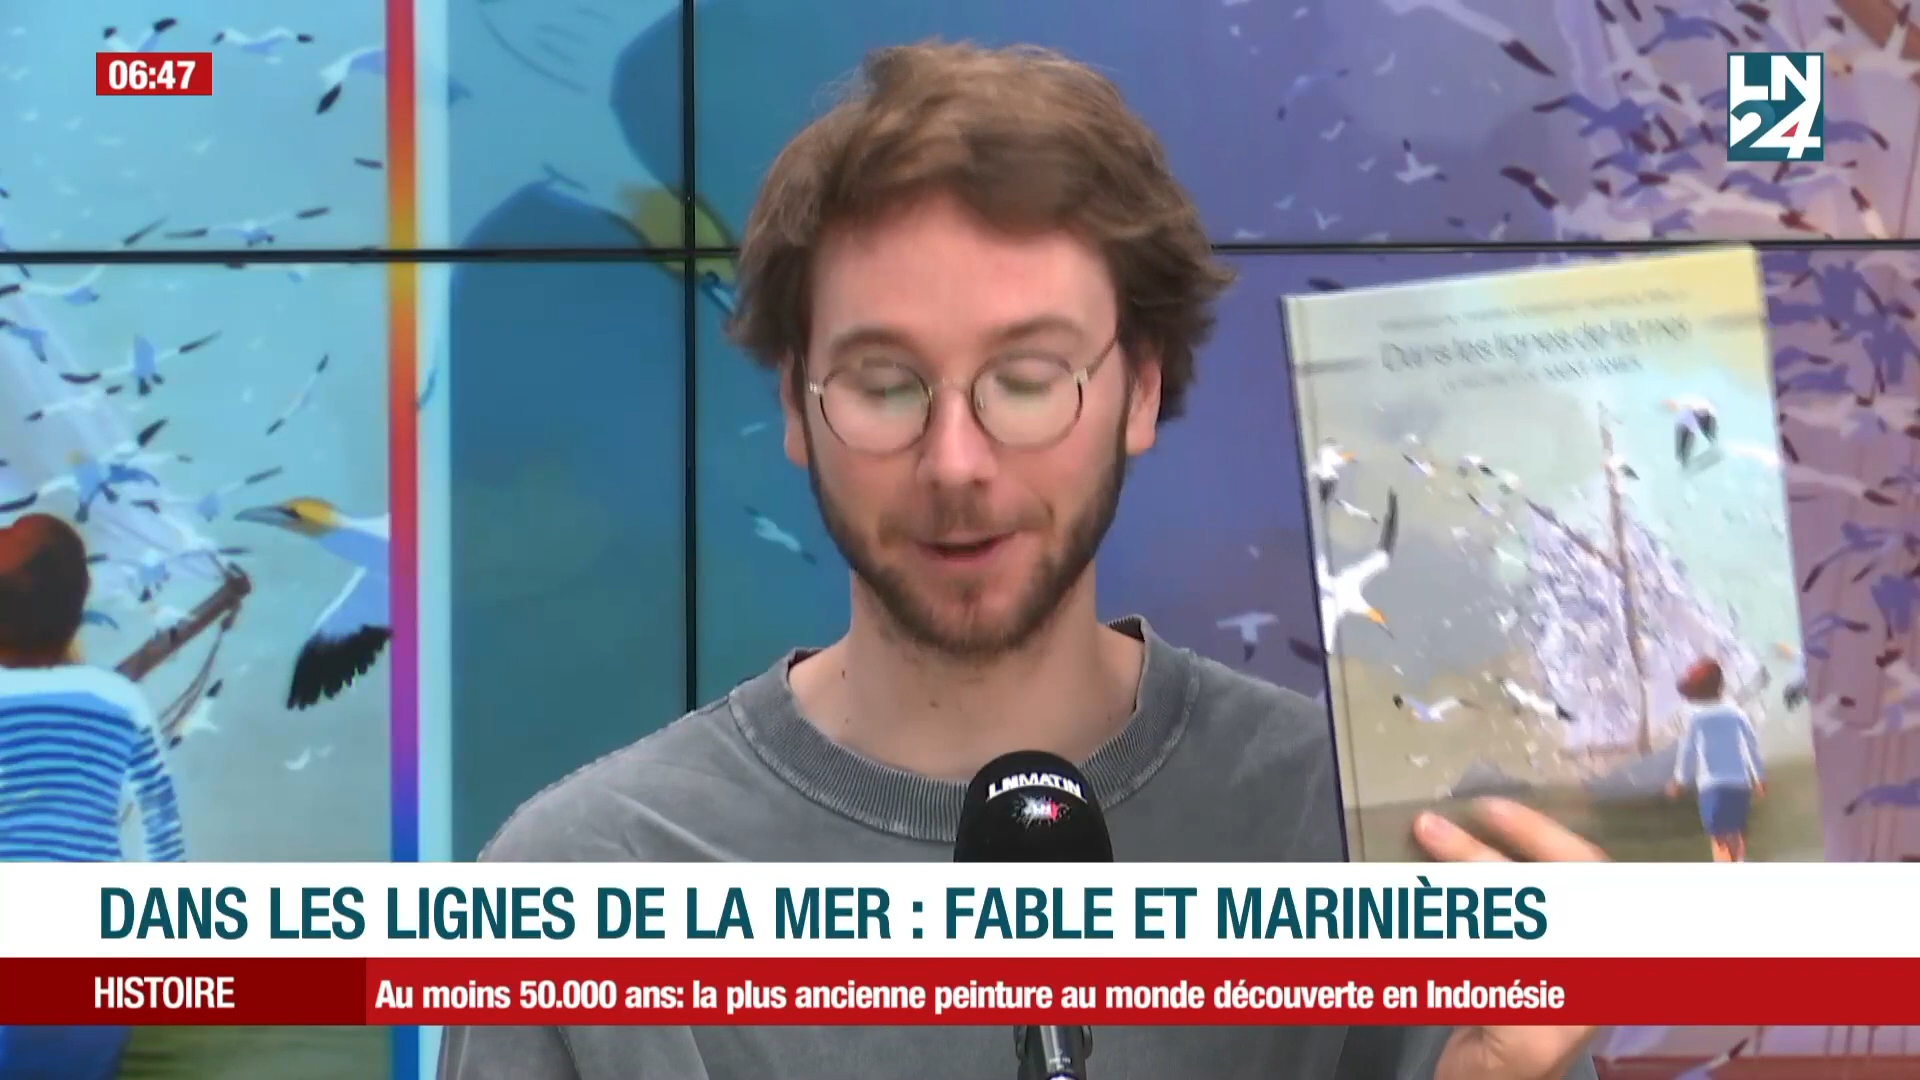 06:47
LN
24
Dans les lignes de la mer
LNMATIN
LN
DANS LES LIGNES DE LA MER : FABLE ET MARINIÈRES
HISTOIRE
Au moins 50.000 ans: la plus ancienne peinture au monde découverte en Indonésie